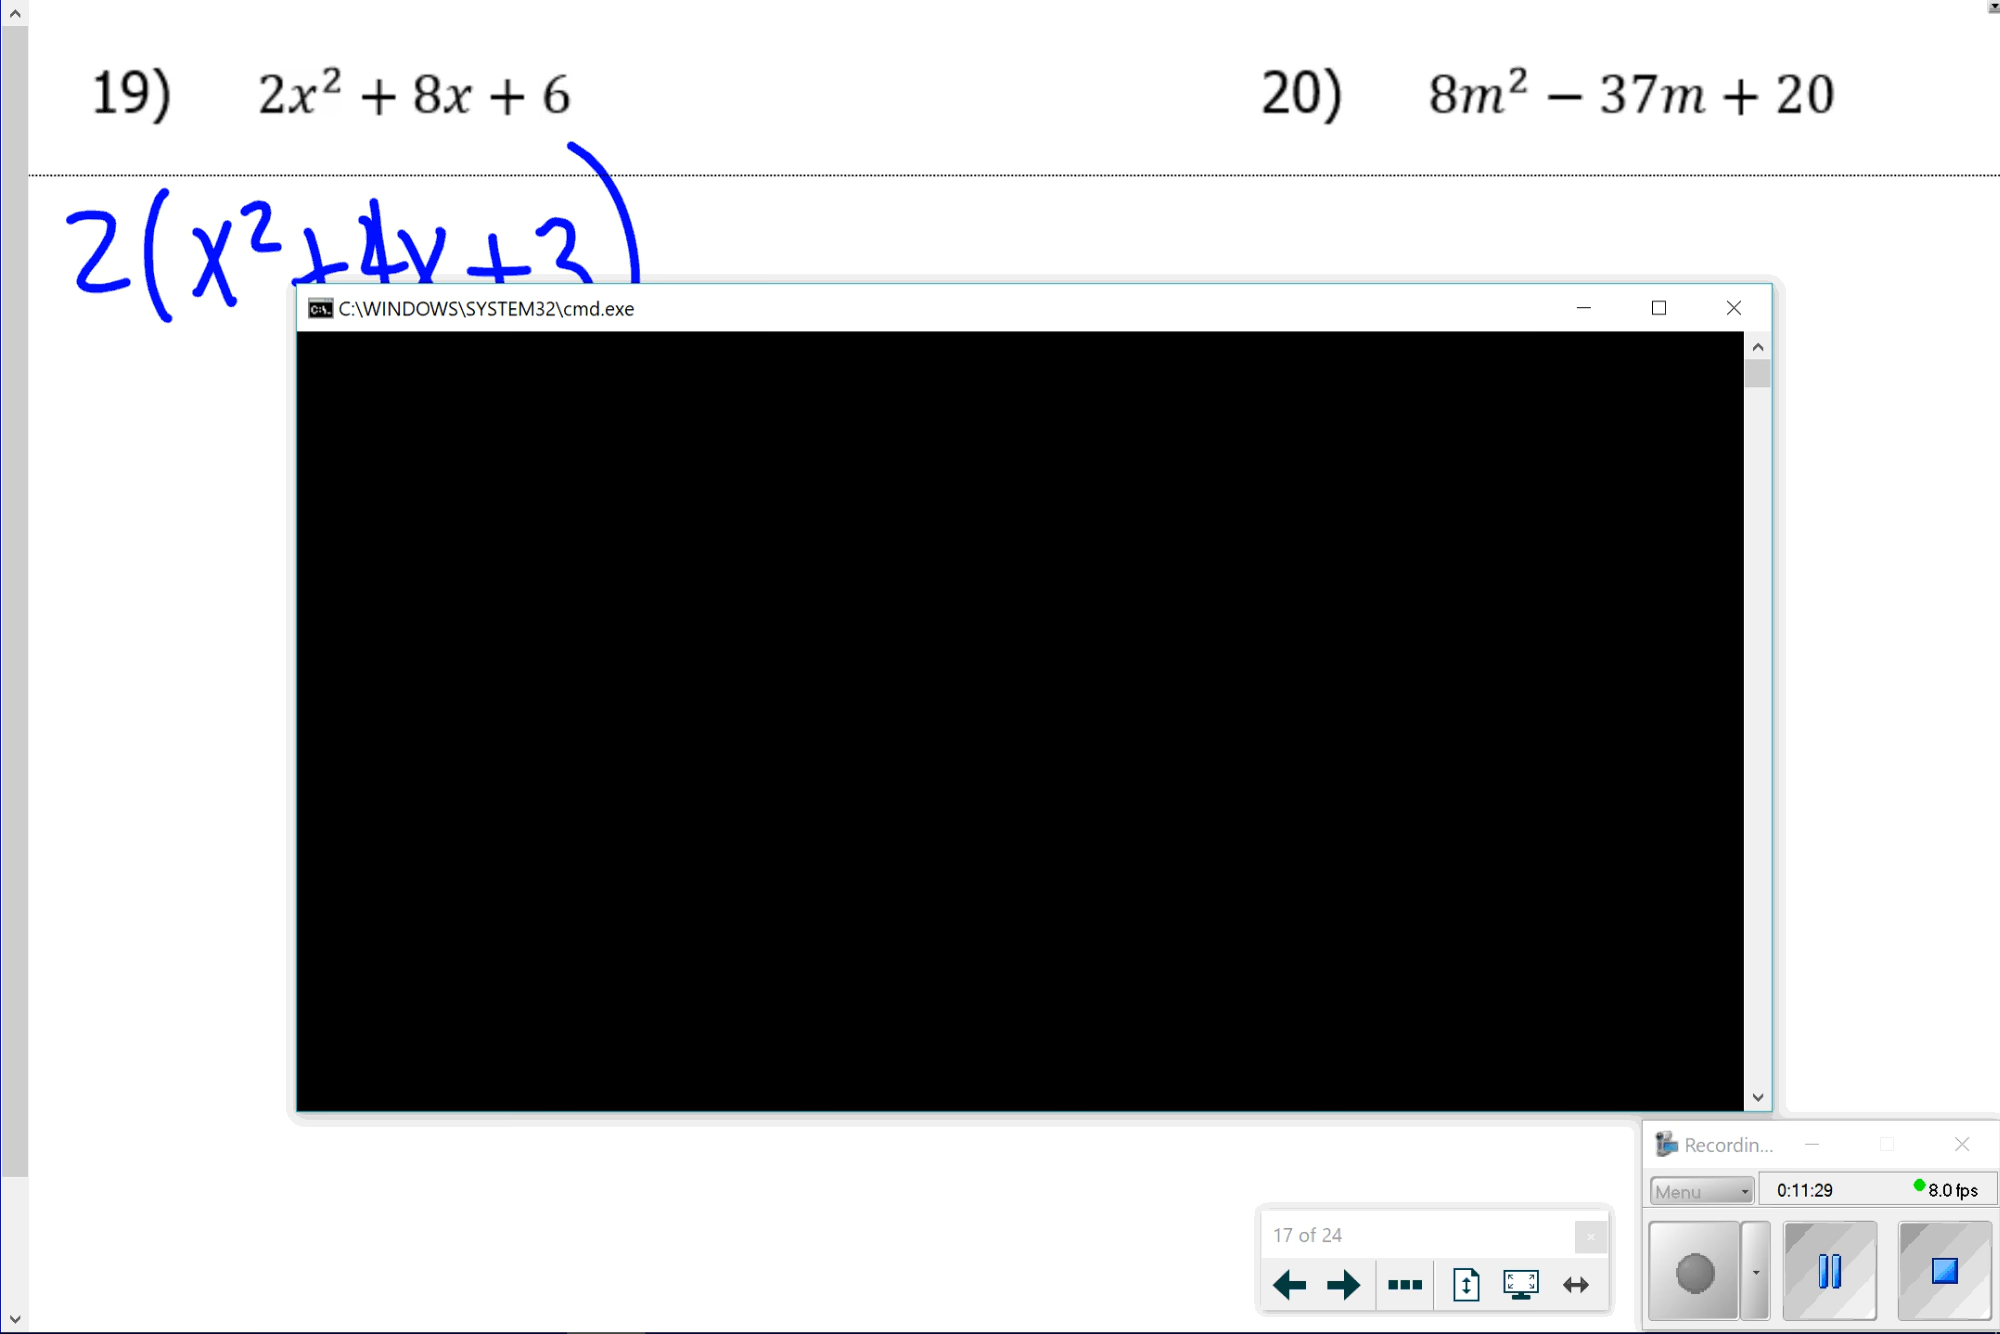 19) 2x² + 8x + 6
20) 8m² − 37m + 20
2(x²+4x+3)
C:\WINDOWS\SYSTEM32\cmd.exe
Recordin...
Menu
0:11:29
8.0 fps
17 of 24